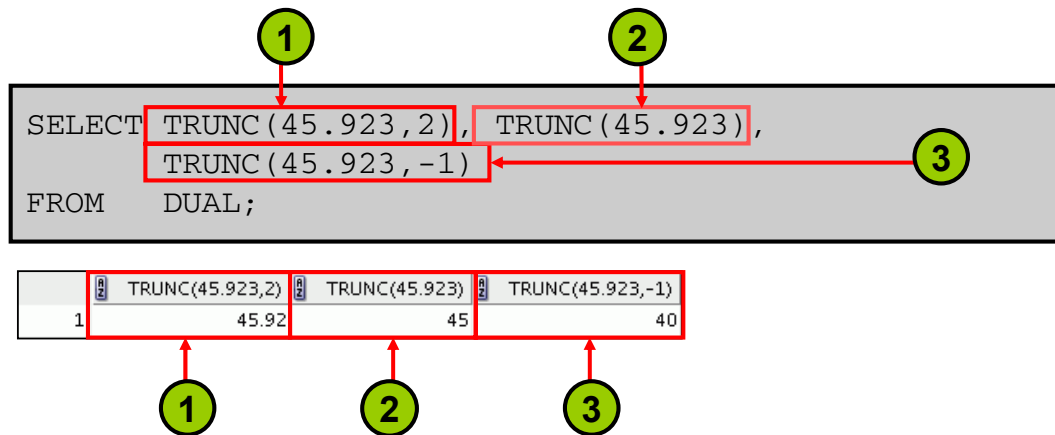 1 2
SELECT TRUNC(45.923,2), TRUNC(45.923),
TRUNC(45.923,-1) 3
FROM DUAL;
TRUNC(45.923,2) TRUNC(45.923) TRUNC(45.923,-1)
1 45.92 45 40
1 2 3